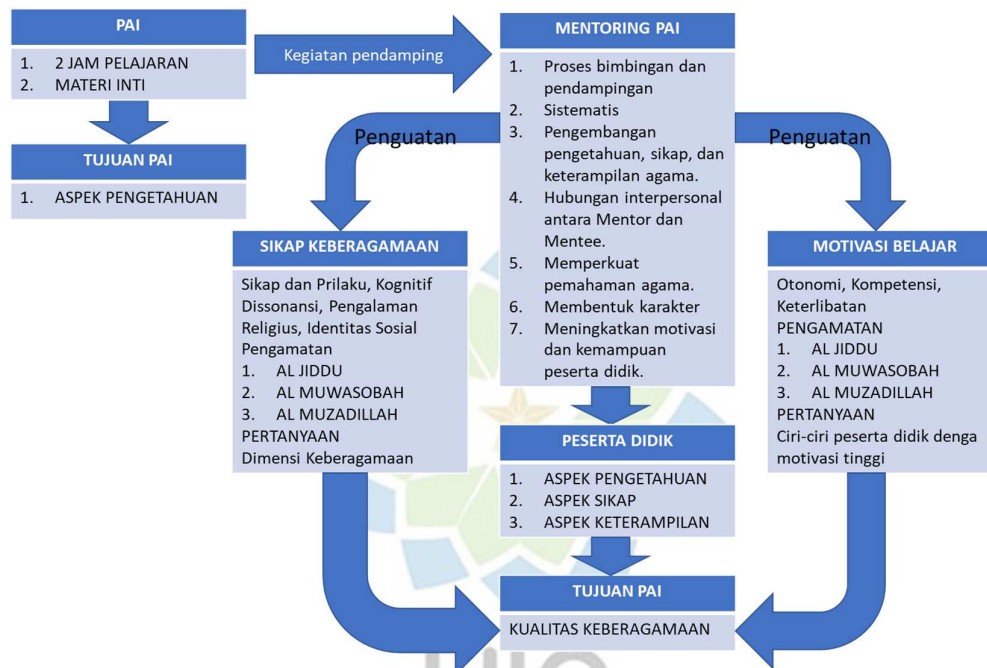 PAI
1. 2 JAM PELAJARAN
2. MATERI INTI
TUJUAN PAI
1. ASPEK PENGETAHUAN
Kegiatan pendamping
MENTORING PAI
1. Proses bimbingan dan
pendampingan
2. Sistematis
3. Pengembangan
pengetahuan, sikap, dan
keterampilan agama.
4. Hubungan interpersonal
antara Mentor dan
Mentee.
5. Memperkuat
pemahaman agama.
6. Membentuk karakter
7. Meningkatkan motivasi
dan kemampuan
peserta didik.
Penguatan
Penguatan
SIKAP KEBERAGAMAAN
Sikap dan Prilaku, Kognitif
Dissonansi, Pengalaman
Religius, Identitas Sosial
Pengamatan
1. AL JIDDU
2. AL MUWASOBAH
3. AL MUZADILLAH
PERTANYAAN
Dimensi Keberagamaan
MOTIVASI BELAJAR
Otonomi, Kompetensi,
Keterlibatan
PENGAMATAN
1. AL JIDDU
2. AL MUWASOBAH
3. AL MUZADILLAH
PERTANYAAN
Ciri-ciri peserta didik denga
motivasi tinggi
PESERTA DIDIK
1. ASPEK PENGETAHUAN
2. ASPEK SIKAP
3. ASPEK KETERAMPILAN
TUJUAN PAI
KUALITAS KEBERAGAMAAN